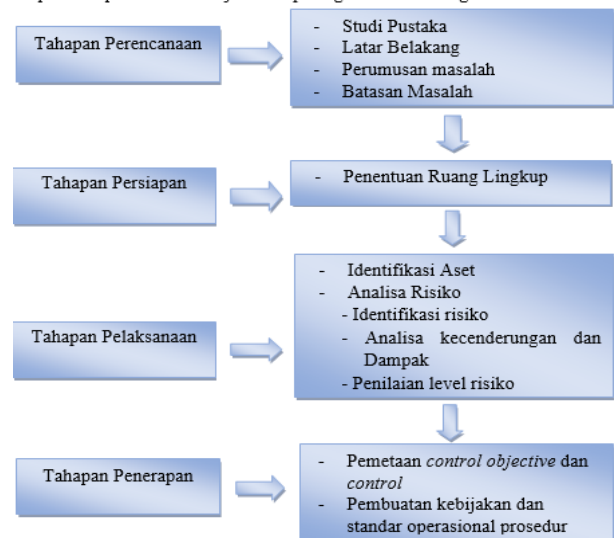 Tahapan Perencanaan
- Studi Pustaka
- Latar Belakang
- Perumusan masalah
- Batasan Masalah
Tahapan Persiapan
- Penentuan Ruang Lingkup
Tahapan Pelaksanaan
- Identifikasi Aset
- Analisa Risiko
- Identifikasi risiko
- Analisa kecenderungan dan
Dampak
- Penilaian level risiko
Tahapan Penerapan
- Pemetaan control objective dan
control
- Pembuatan kebijakan dan
standar operasional prosedur